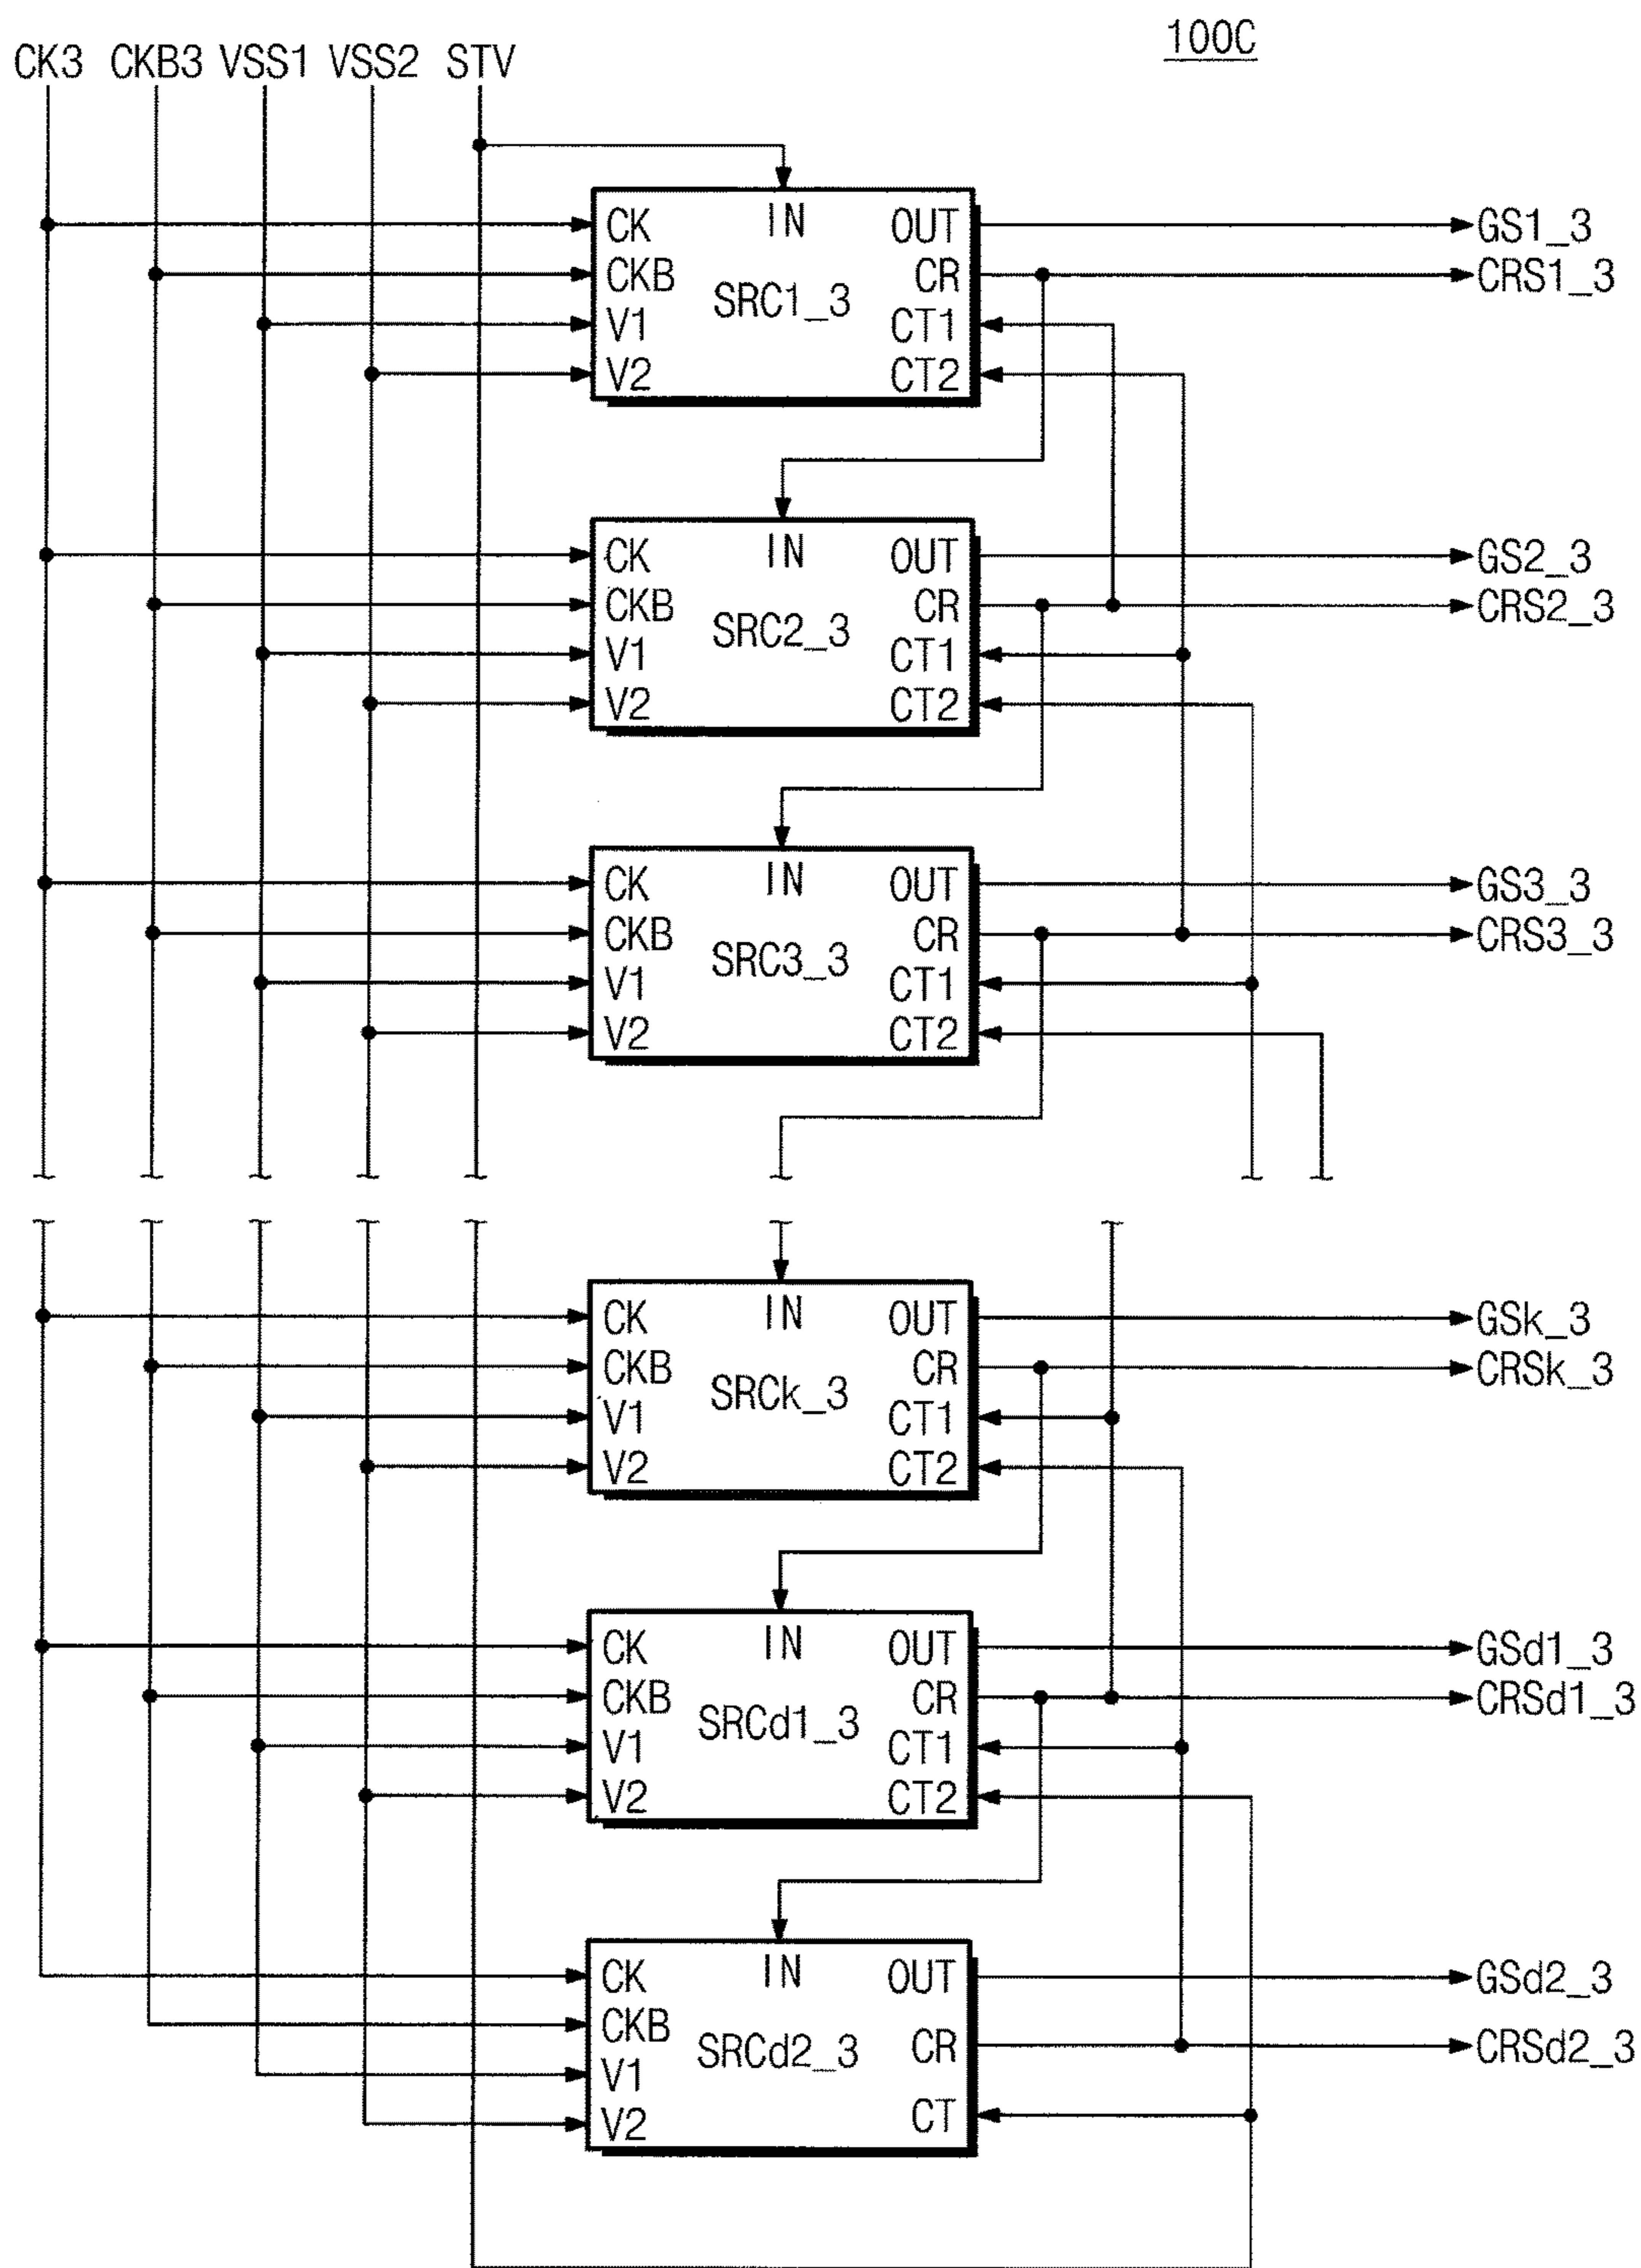 100C
CK3 CKB3 VSS1 VSS2 STV
IN
CK OUT GS1_3
CKB CR CRS1_3
SRC1_3
V1 CT1
V2 CT2
IN
CK OUT GS2_3
CKB CR CRS2_3
SRC2_3
V1 CT1
V2 CT2
IN
CK OUT GS3_3
CKB CR CRS3_3
SRC3_3
V1 CT1
V2 CT2
IN
CK OUT GSk_3
CKB CR CRSk_3
SRCk_3
V1 CT1
V2 CT2
IN
CK OUT GSd1_3
CKB CR CRSd1_3
SRCd1_3
V1 CT1
V2 CT2
IN
CK OUT GSd2_3
CKB
SRCd2_3 CR CRSd2_3
V1
V2 CT